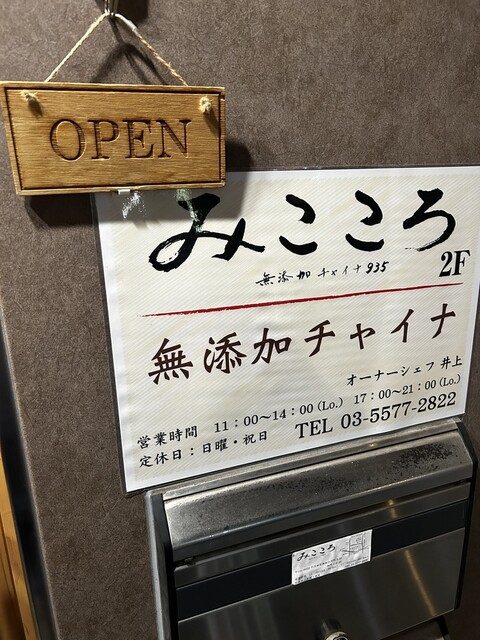 OPEN
みこころ
無添加チャイナ935
2F
無添加チャイナ
オーナーシェフ 井上
営業時間 11:00～14:00(Lo.) 17:00～21:00(Lo.)
定休日:日曜・祝日 TEL 03-5577-2822
みこころ